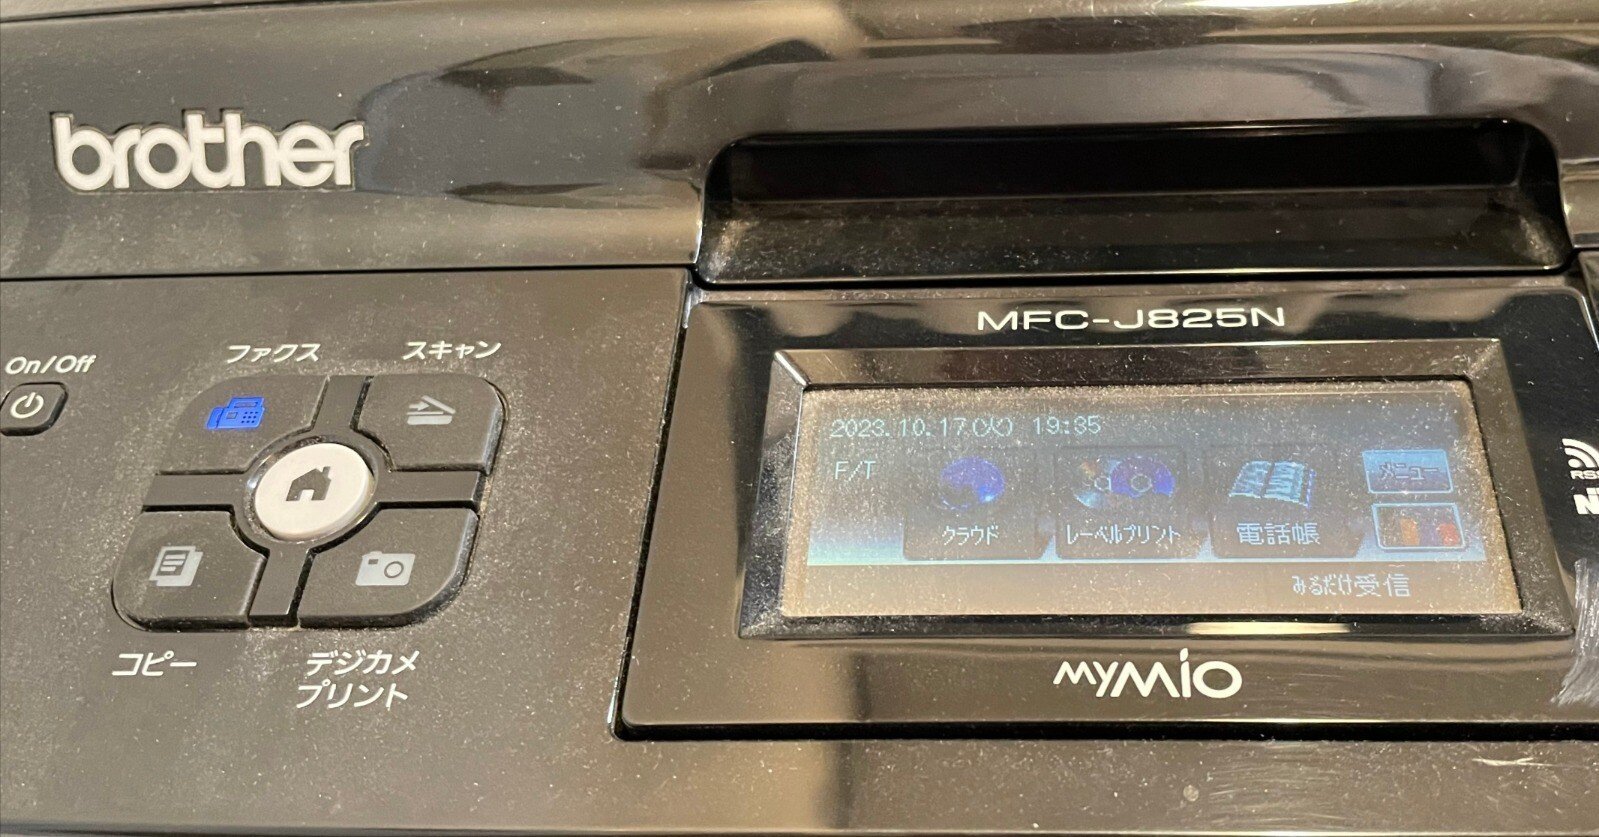 brother
MFC-J825N
On/Off
ファクス
スキャン
コピー
デジカメ
プリント
2023.10.17(火) 19:35
F/T
クラウド
レーベルプリント
電話帳
メニュー
みるだけ受信
MYMIO